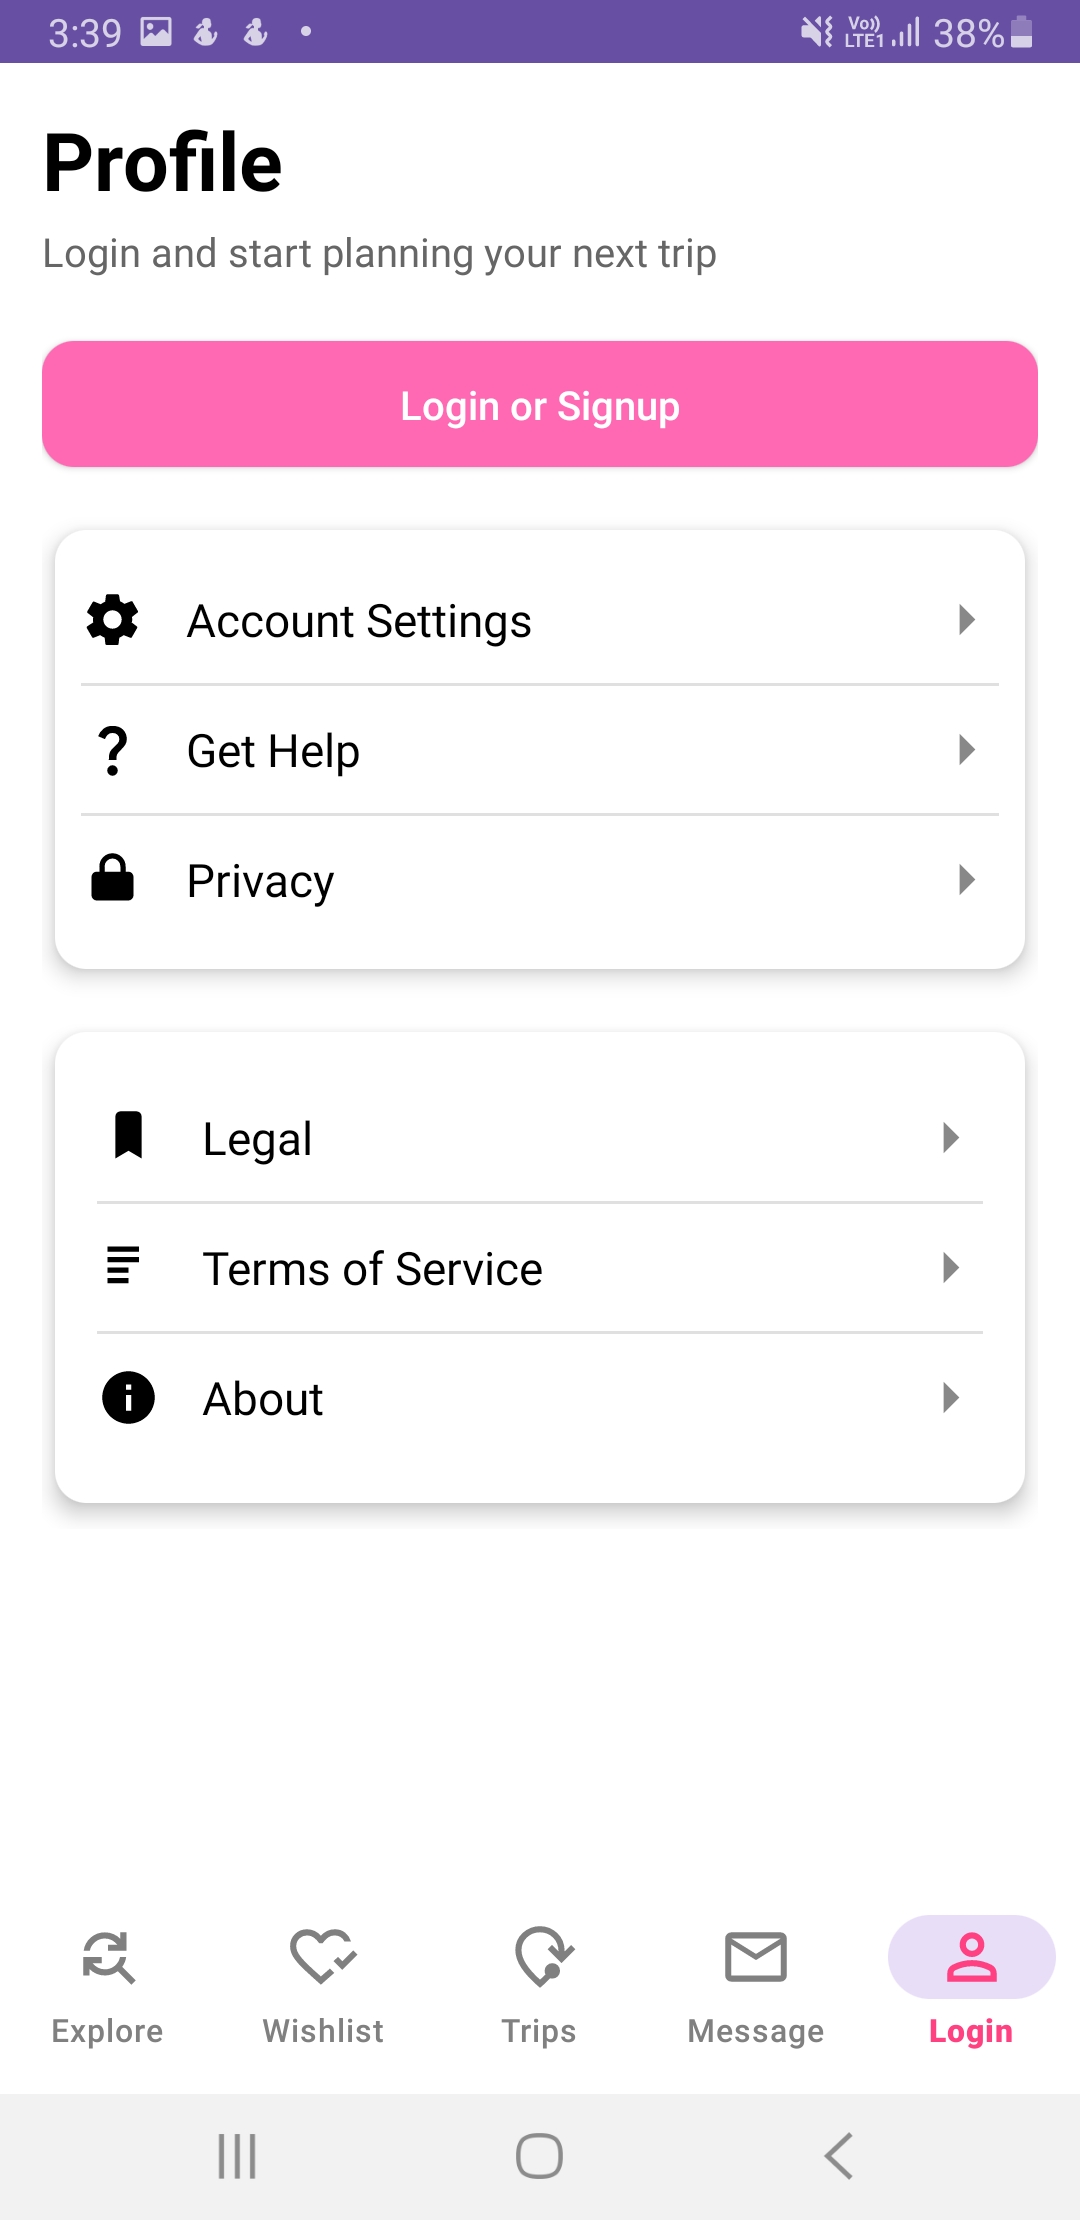 3:39 Vo)) LTE1 38%
Profile
Login and start planning your next trip
Login or Signup
Account Settings
Get Help
Privacy
Legal
Terms of Service
About
Explore Wishlist Trips Message Login